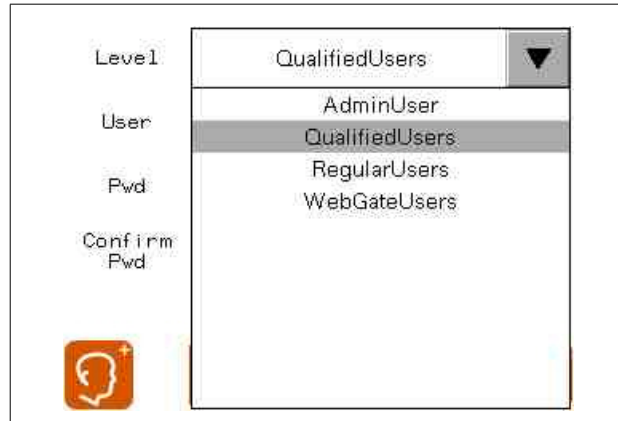 Level QualifiedUsers
AdminUser
User
QualifiedUsers
RegularUsers
Pwd
WebGateUsers
Confirm
Pwd